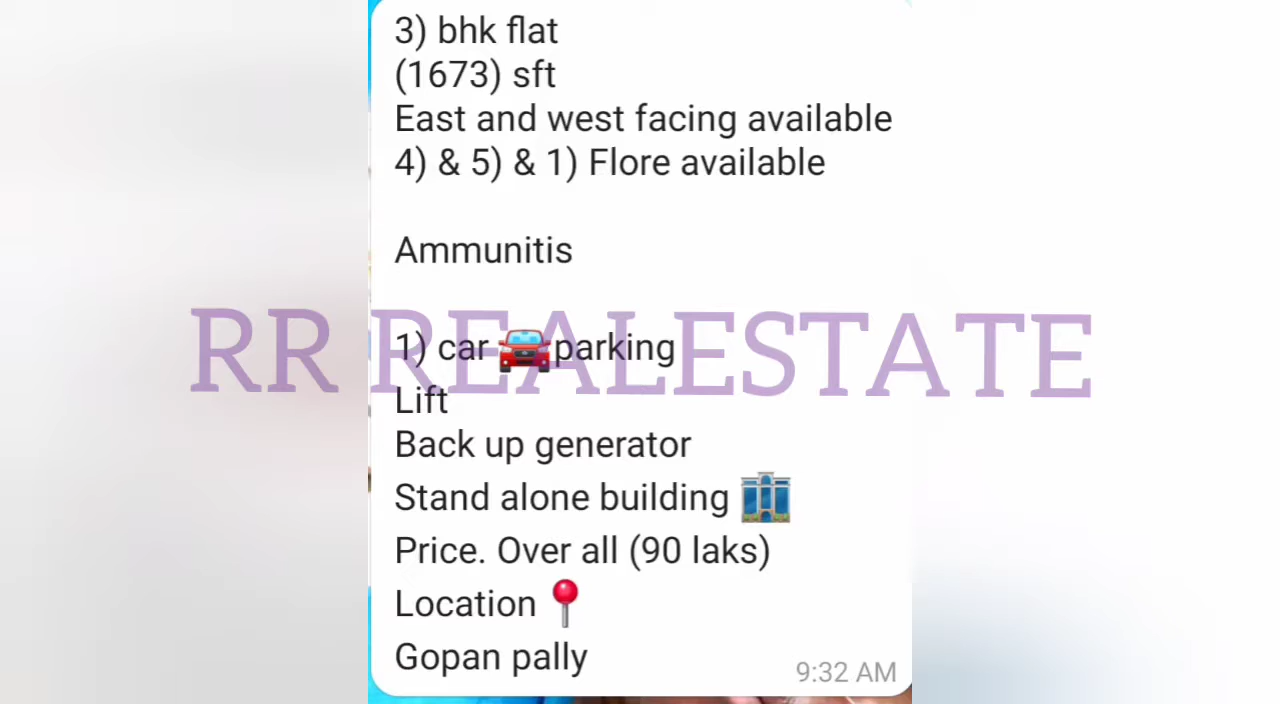 3) bhk flat
(1673) sft
East and west facing available
4) & 5) & 1) Flore available
Ammunitis
RR REALESTATE
1) car 🚘 parking
Lift
Back up generator
Stand alone building 🏬
Price. Over all (90 laks)
Location 📍
Gopan pally
9:32 AM